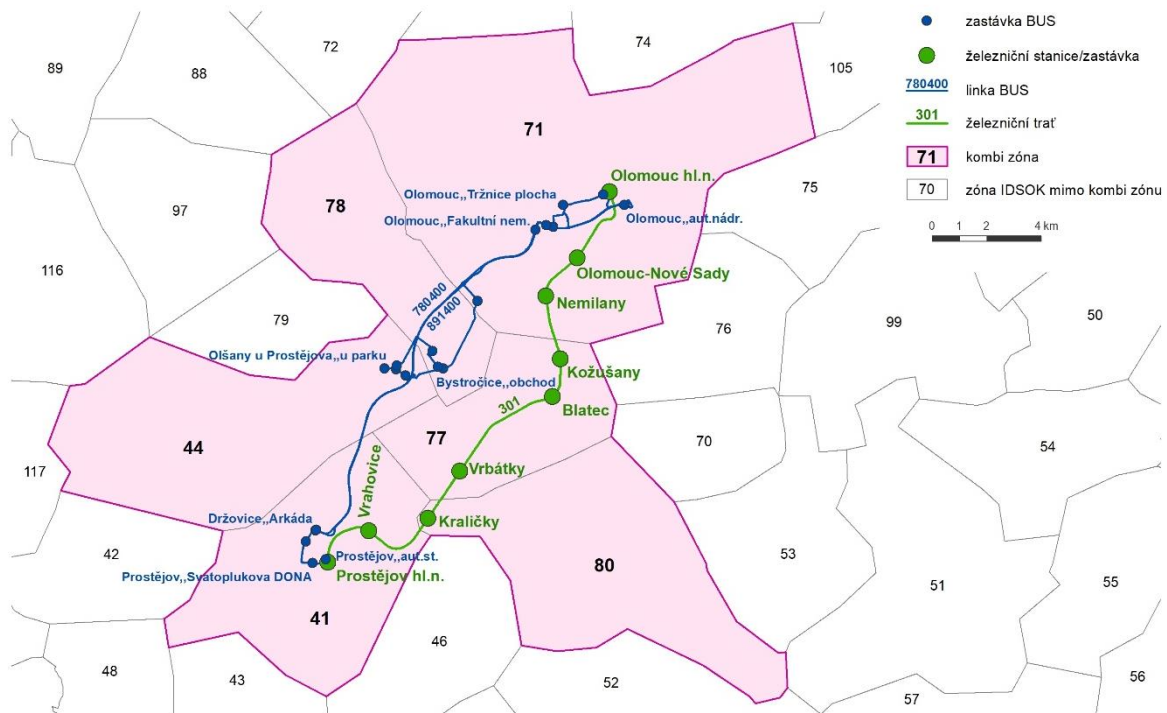 72
74
89
88
105
71
97
78
75
116
79
76
99
50
44
77
70
54
117
42
80
53
51
55
41
46
48
43
52
57
56
Olomouc hl.n.
Olomouc,,Tržnice plocha
Olomouc,,Fakultní nem.
Olomouc,,aut.nádr.
Olomouc-Nové Sady
Nemilany
780400
891400
Olšany u Prostějova,,u parku
Bystročice,,obchod
Kožušany
Blatec
301
Vrbátky
Vrahovice
Kraličky
Držovice,,Arkáda
Prostějov,,aut.st.
Prostějov,,Svatoplukova DONA
Prostějov hl.n.
zastávka BUS
železniční stanice/zastávka
780400 linka BUS
301 železniční trať
71 kombi zóna
70 zóna IDSOK mimo kombi zónu
0 1 2 4 km